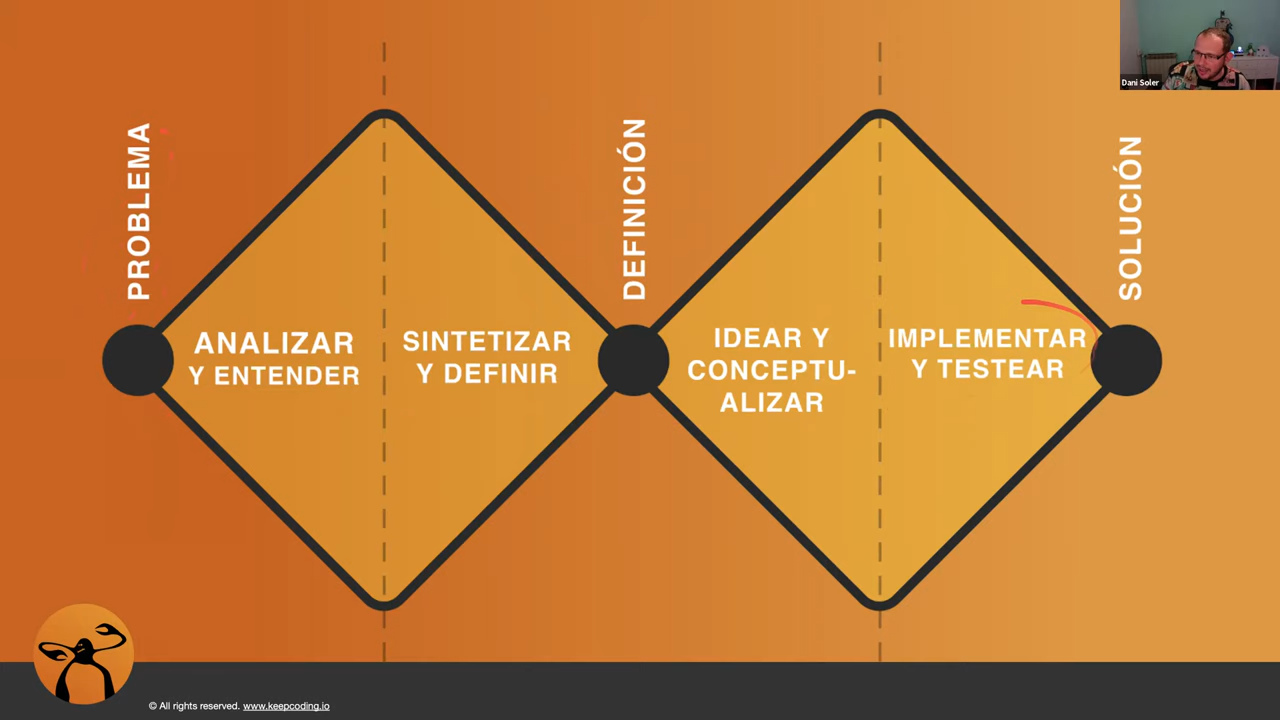 Dani Soler
PROBLEMA
DEFINICIÓN
SOLUCIÓN
ANALIZAR
Y ENTENDER
SINTETIZAR
Y DEFINIR
IDEAR Y
CONCEPTU-
ALIZAR
IMPLEMENTAR
Y TESTEAR
© All rights reserved. www.keepcoding.io